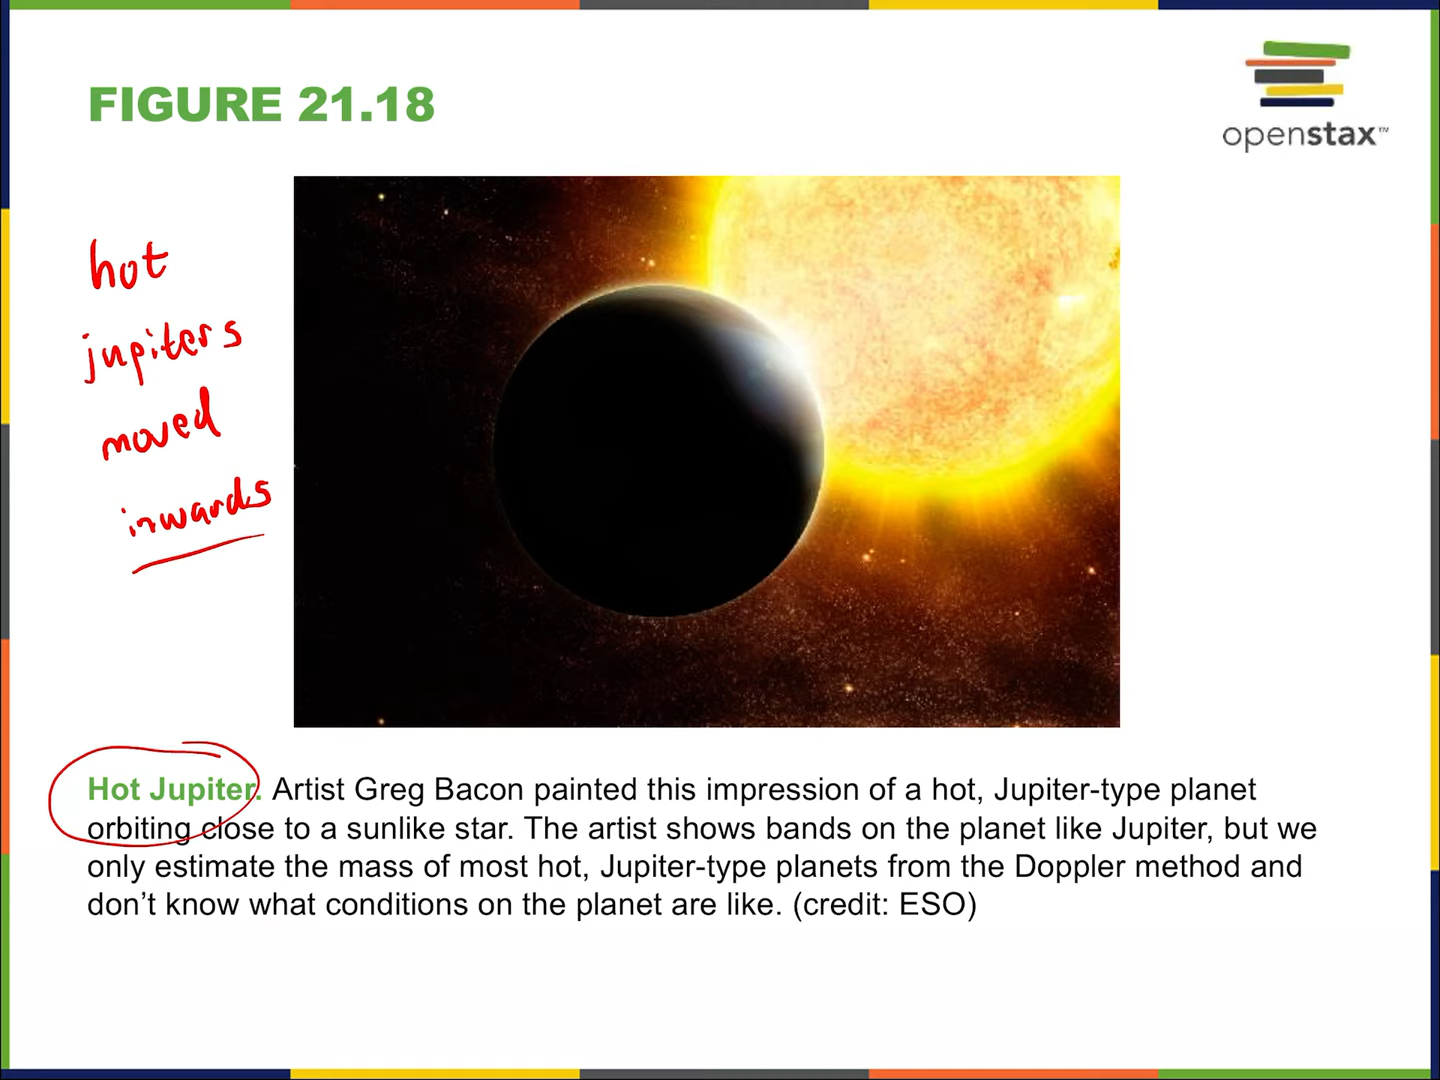 FIGURE 21.18
openstax™
hot
jupiters
moved
inwards
Hot Jupiter. Artist Greg Bacon painted this impression of a hot, Jupiter-type planet
orbiting close to a sunlike star. The artist shows bands on the planet like Jupiter, but we
only estimate the mass of most hot, Jupiter-type planets from the Doppler method and
don’t know what conditions on the planet are like. (credit: ESO)